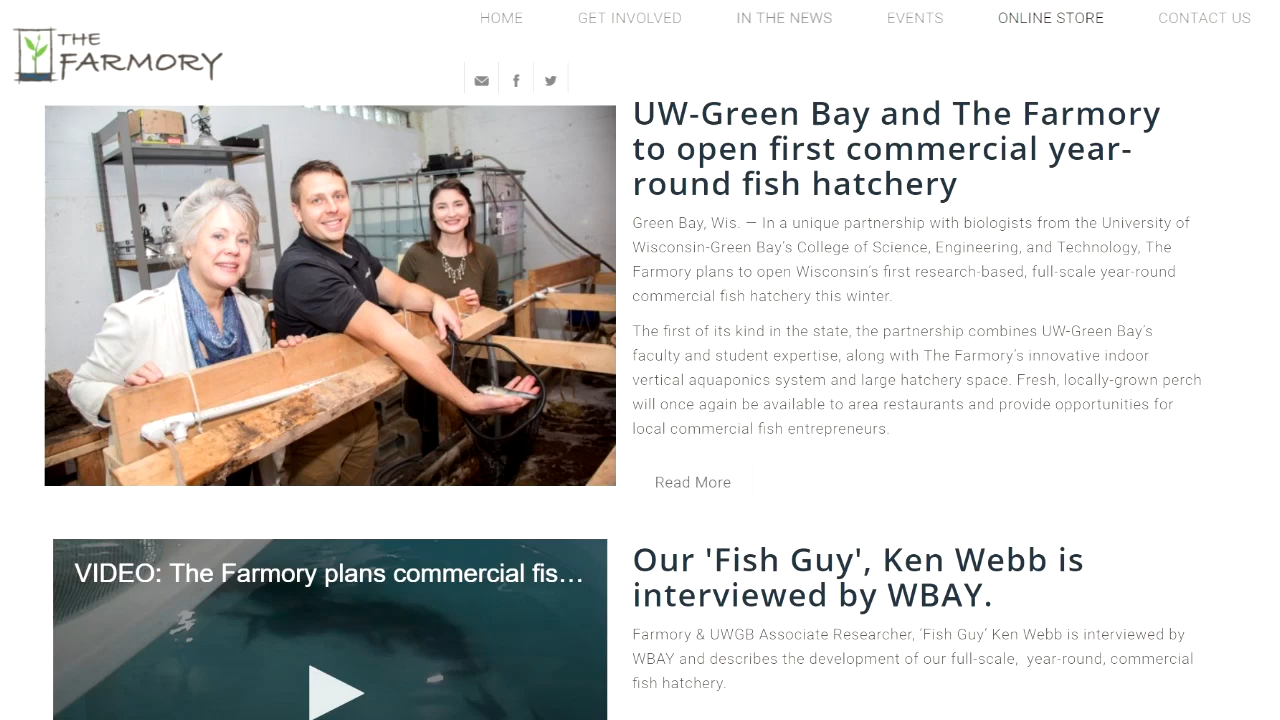 HOME GET INVOLVED IN THE NEWS EVENTS ONLINE STORE CONTACT US
THE
FARMORY
UW-Green Bay and The Farmory
to open first commercial year-
round fish hatchery
Green Bay, Wis. — In a unique partnership with biologists from the University of
Wisconsin-Green Bay's College of Science, Engineering, and Technology, The
Farmory plans to open Wisconsin's first research-based, full-scale year-round
commercial fish hatchery this winter.
The first of its kind in the state, the partnership combines UW-Green Bay's
faculty and student expertise, along with The Farmory's innovative indoor
vertical aquaponics system and large hatchery space. Fresh, locally-grown perch
will once again be available to area restaurants and provide opportunities for
local commercial fish entrepreneurs.
Read More
VIDEO: The Farmory plans commercial fis…
Our 'Fish Guy', Ken Webb is
interviewed by WBAY.
Farmory & UWGB Associate Researcher, 'Fish Guy' Ken Webb is interviewed by
WBAY and describes the development of our full-scale,  year-round, commercial
fish hatchery.